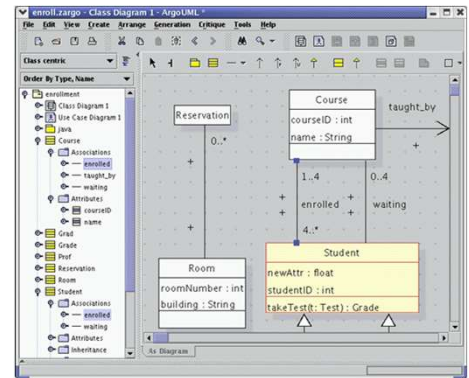 enroll.zargo - Class Diagram 1 - ArgoUML *
File Edit View Create Arrange Generation Critique Tools Help
Class centric
Order By Type, Name
enrollment
Class Diagram 1
Use Case Diagram 1
java
Course
Associations
enrolled
taught_by
waiting
Attributes
courseID
name
Grad
Grade
Prof
Reservation
Room
Student
Associations
enrolled
waiting
Attributes
Inheritance
Reservation
0..*
+
+
Room
roomNumber : int
building : String
Course
courseID : int
name : String
taught_by
+
1..4
0..4
+ +
enrolled waiting
+ +
4..*
Student
newAttr : float
studentID : int
takeTest(t: Test) : Grade
As Diagram